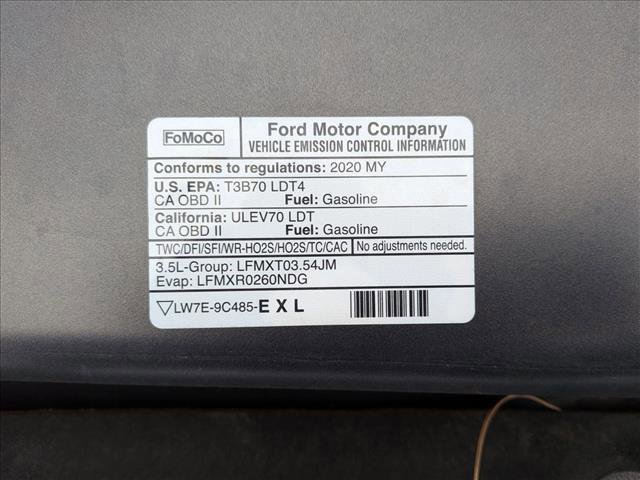 FoMoCo
Ford Motor Company
VEHICLE EMISSION CONTROL INFORMATION
Conforms to regulations: 2020 MY
U.S. EPA: T3B70 LDT4
CA OBD II Fuel: Gasoline
California: ULEV70 LDT
CA OBD II Fuel: Gasoline
TWC/DFI/SFI/WR-HO2S/HO2S/TC/CAC No adjustments needed.
3.5L-Group: LFMXT03.54JM
Evap: LFMXR0260NDG
LW7E-9C485-EXL